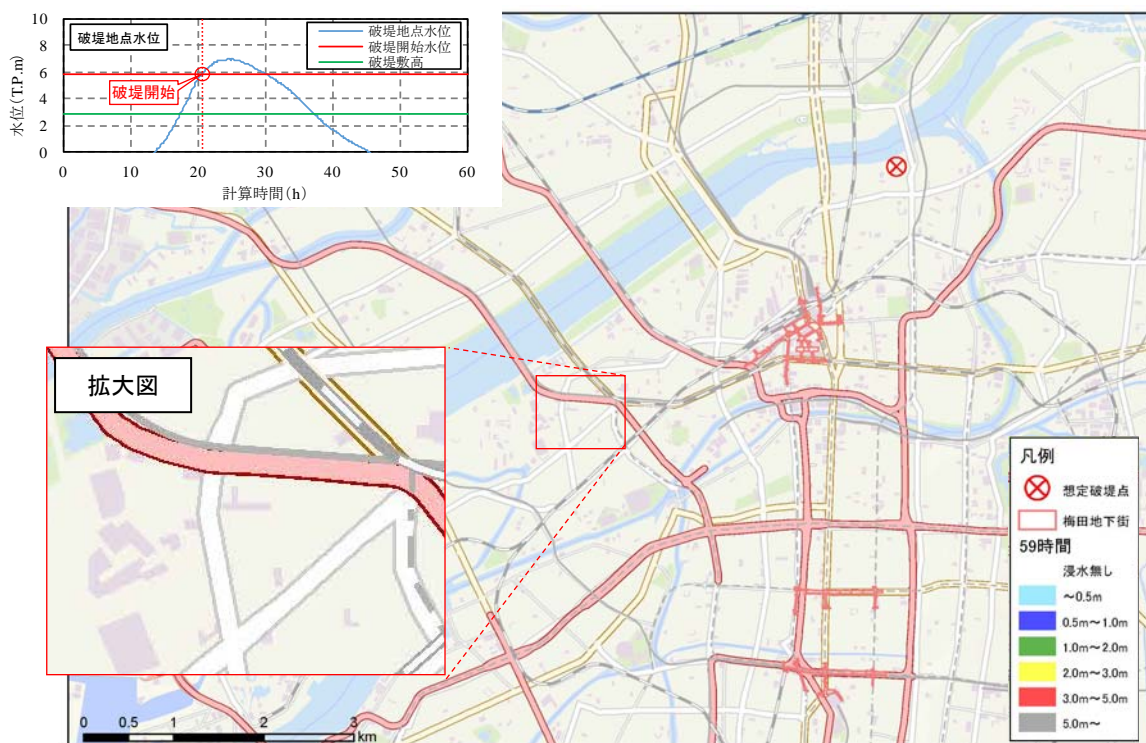 破堤地点水位
破堤地点水位
破堤開始水位
破堤敷高
破堤開始
水位(T.P.m)
10
8
6
4
2
0
0 10 20 30 40 50 60
計算時間(h)
拡大図
凡例
想定破堤点
梅田地下街
59時間
浸水無し
～0.5m
0.5m～1.0m
1.0m～2.0m
2.0m～3.0m
3.0m～5.0m
5.0m～
0 0.5 1 2 3
km